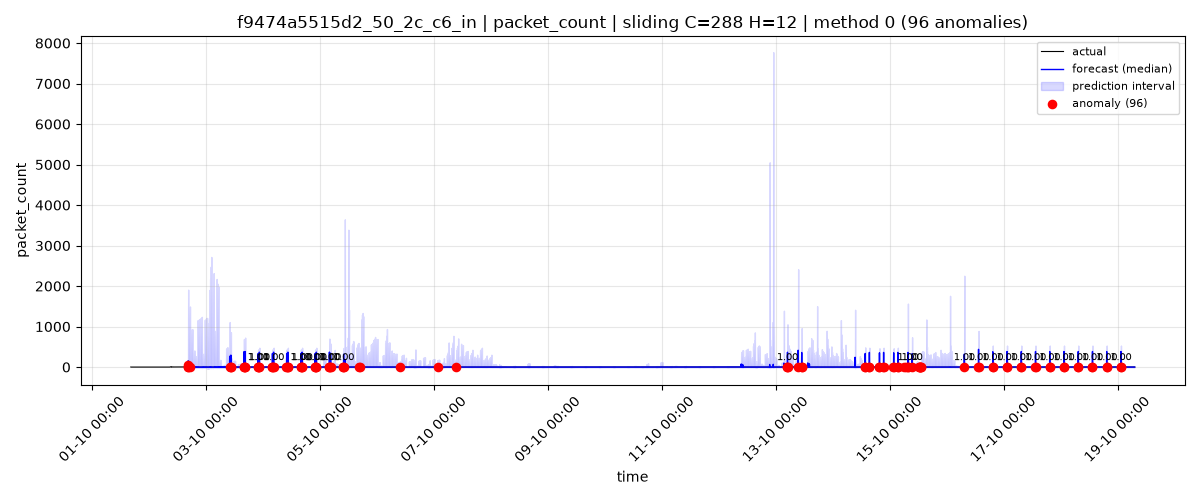 f9474a5515d2_50_2c_c6_in | packet_count | sliding C=288 H=12 | method 0 (96 anomalies)
actual
forecast (median)
prediction interval
anomaly (96)
packet_count
8000
7000
6000
5000
4000
3000
2000
1000
0
1.00
01-10 00:00
03-10 00:00
05-10 00:00
07-10 00:00
09-10 00:00
11-10 00:00
13-10 00:00
15-10 00:00
17-10 00:00
19-10 00:00
time